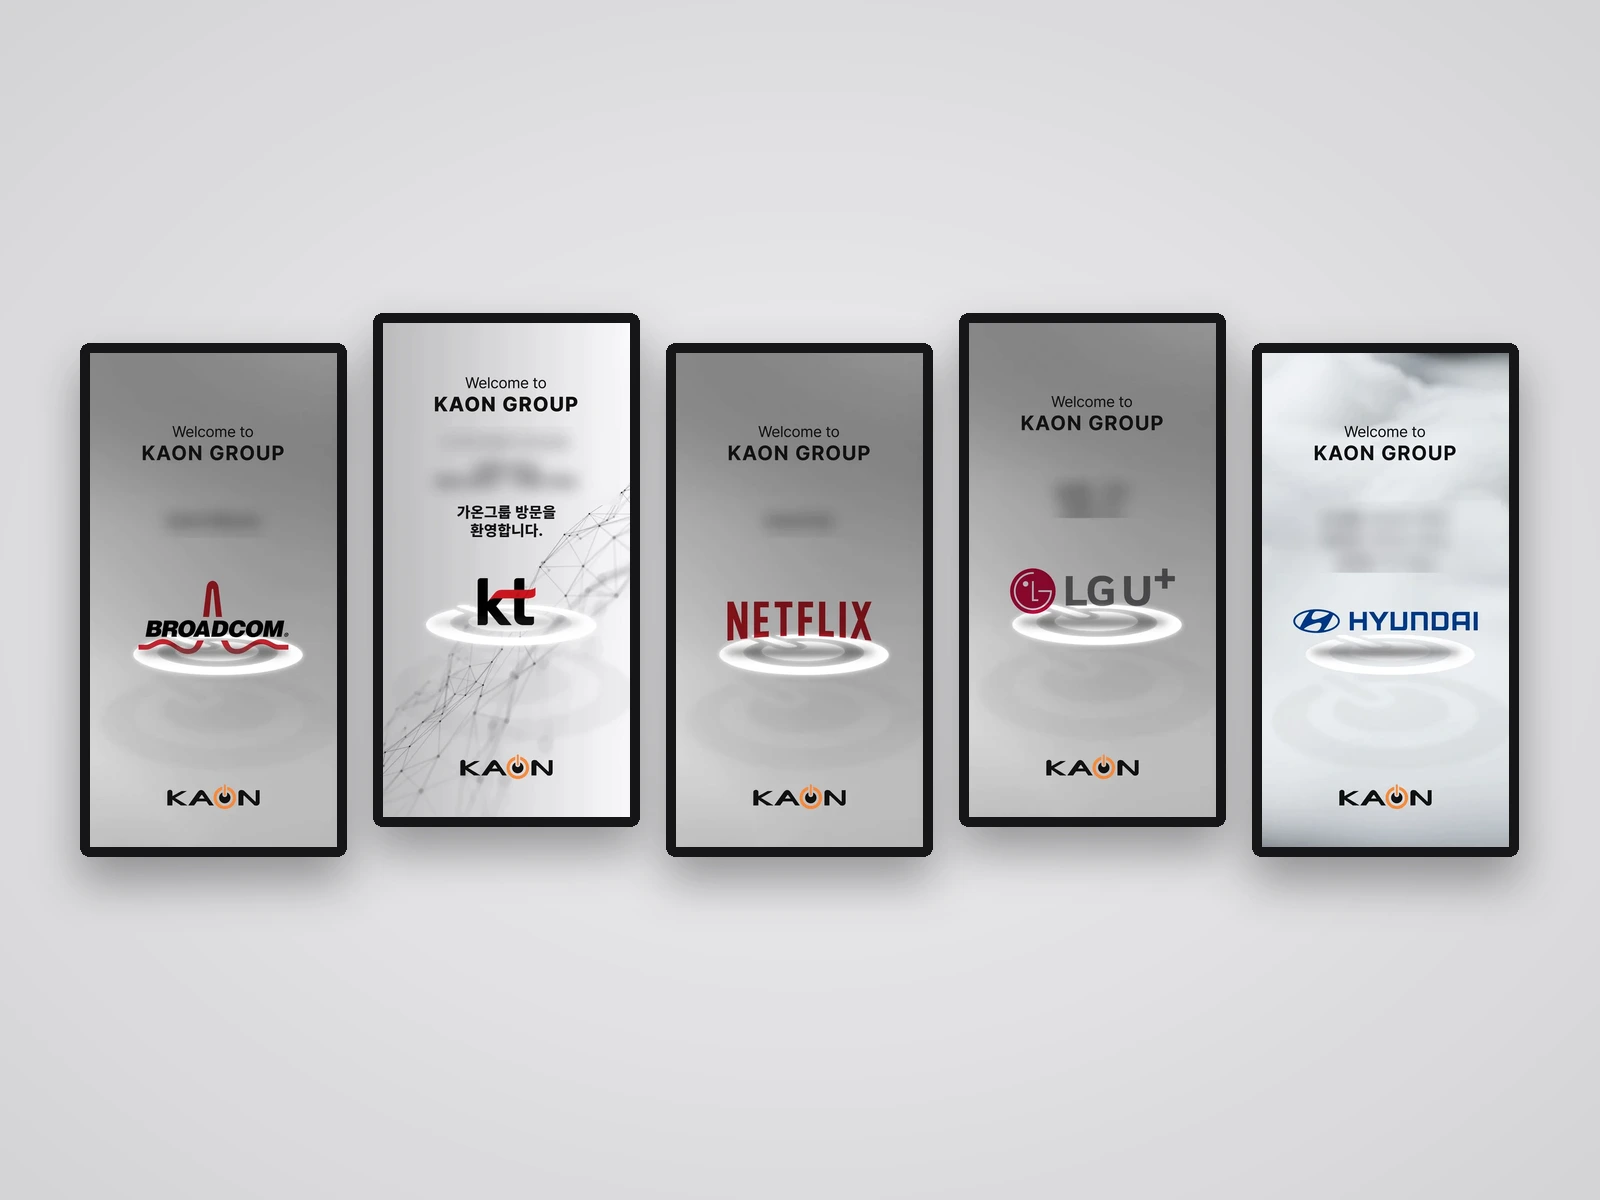 Welcome to
KAON GROUP
BROADCOM®
KAON
Welcome to
KAON GROUP
가온그룹 방문을
환영합니다.
kt
KAON
Welcome to
KAON GROUP
NETFLIX
KAON
Welcome to
KAON GROUP
LG U+
KAON
Welcome to
KAON GROUP
HYUNDAI
KAON